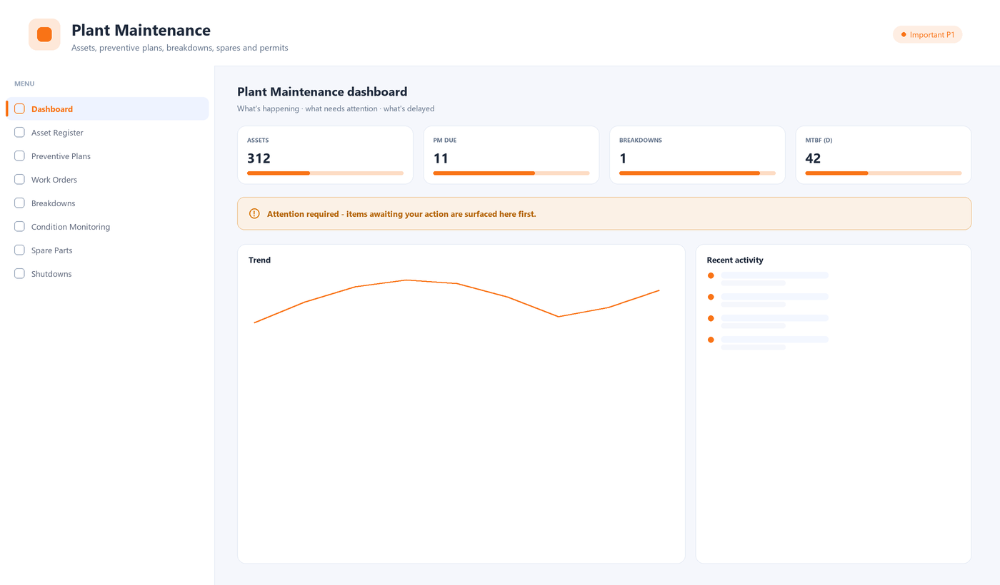 Plant Maintenance
Assets, preventive plans, breakdowns, spares and permits
Important P1
MENU
Dashboard
Asset Register
Preventive Plans
Work Orders
Breakdowns
Condition Monitoring
Spare Parts
Shutdowns
Plant Maintenance dashboard
What's happening · what needs attention · what's delayed
ASSETS
312
PM DUE
11
BREAKDOWNS
1
MTBF (D)
42
Attention required - items awaiting your action are surfaced here first.
Trend
Recent activity